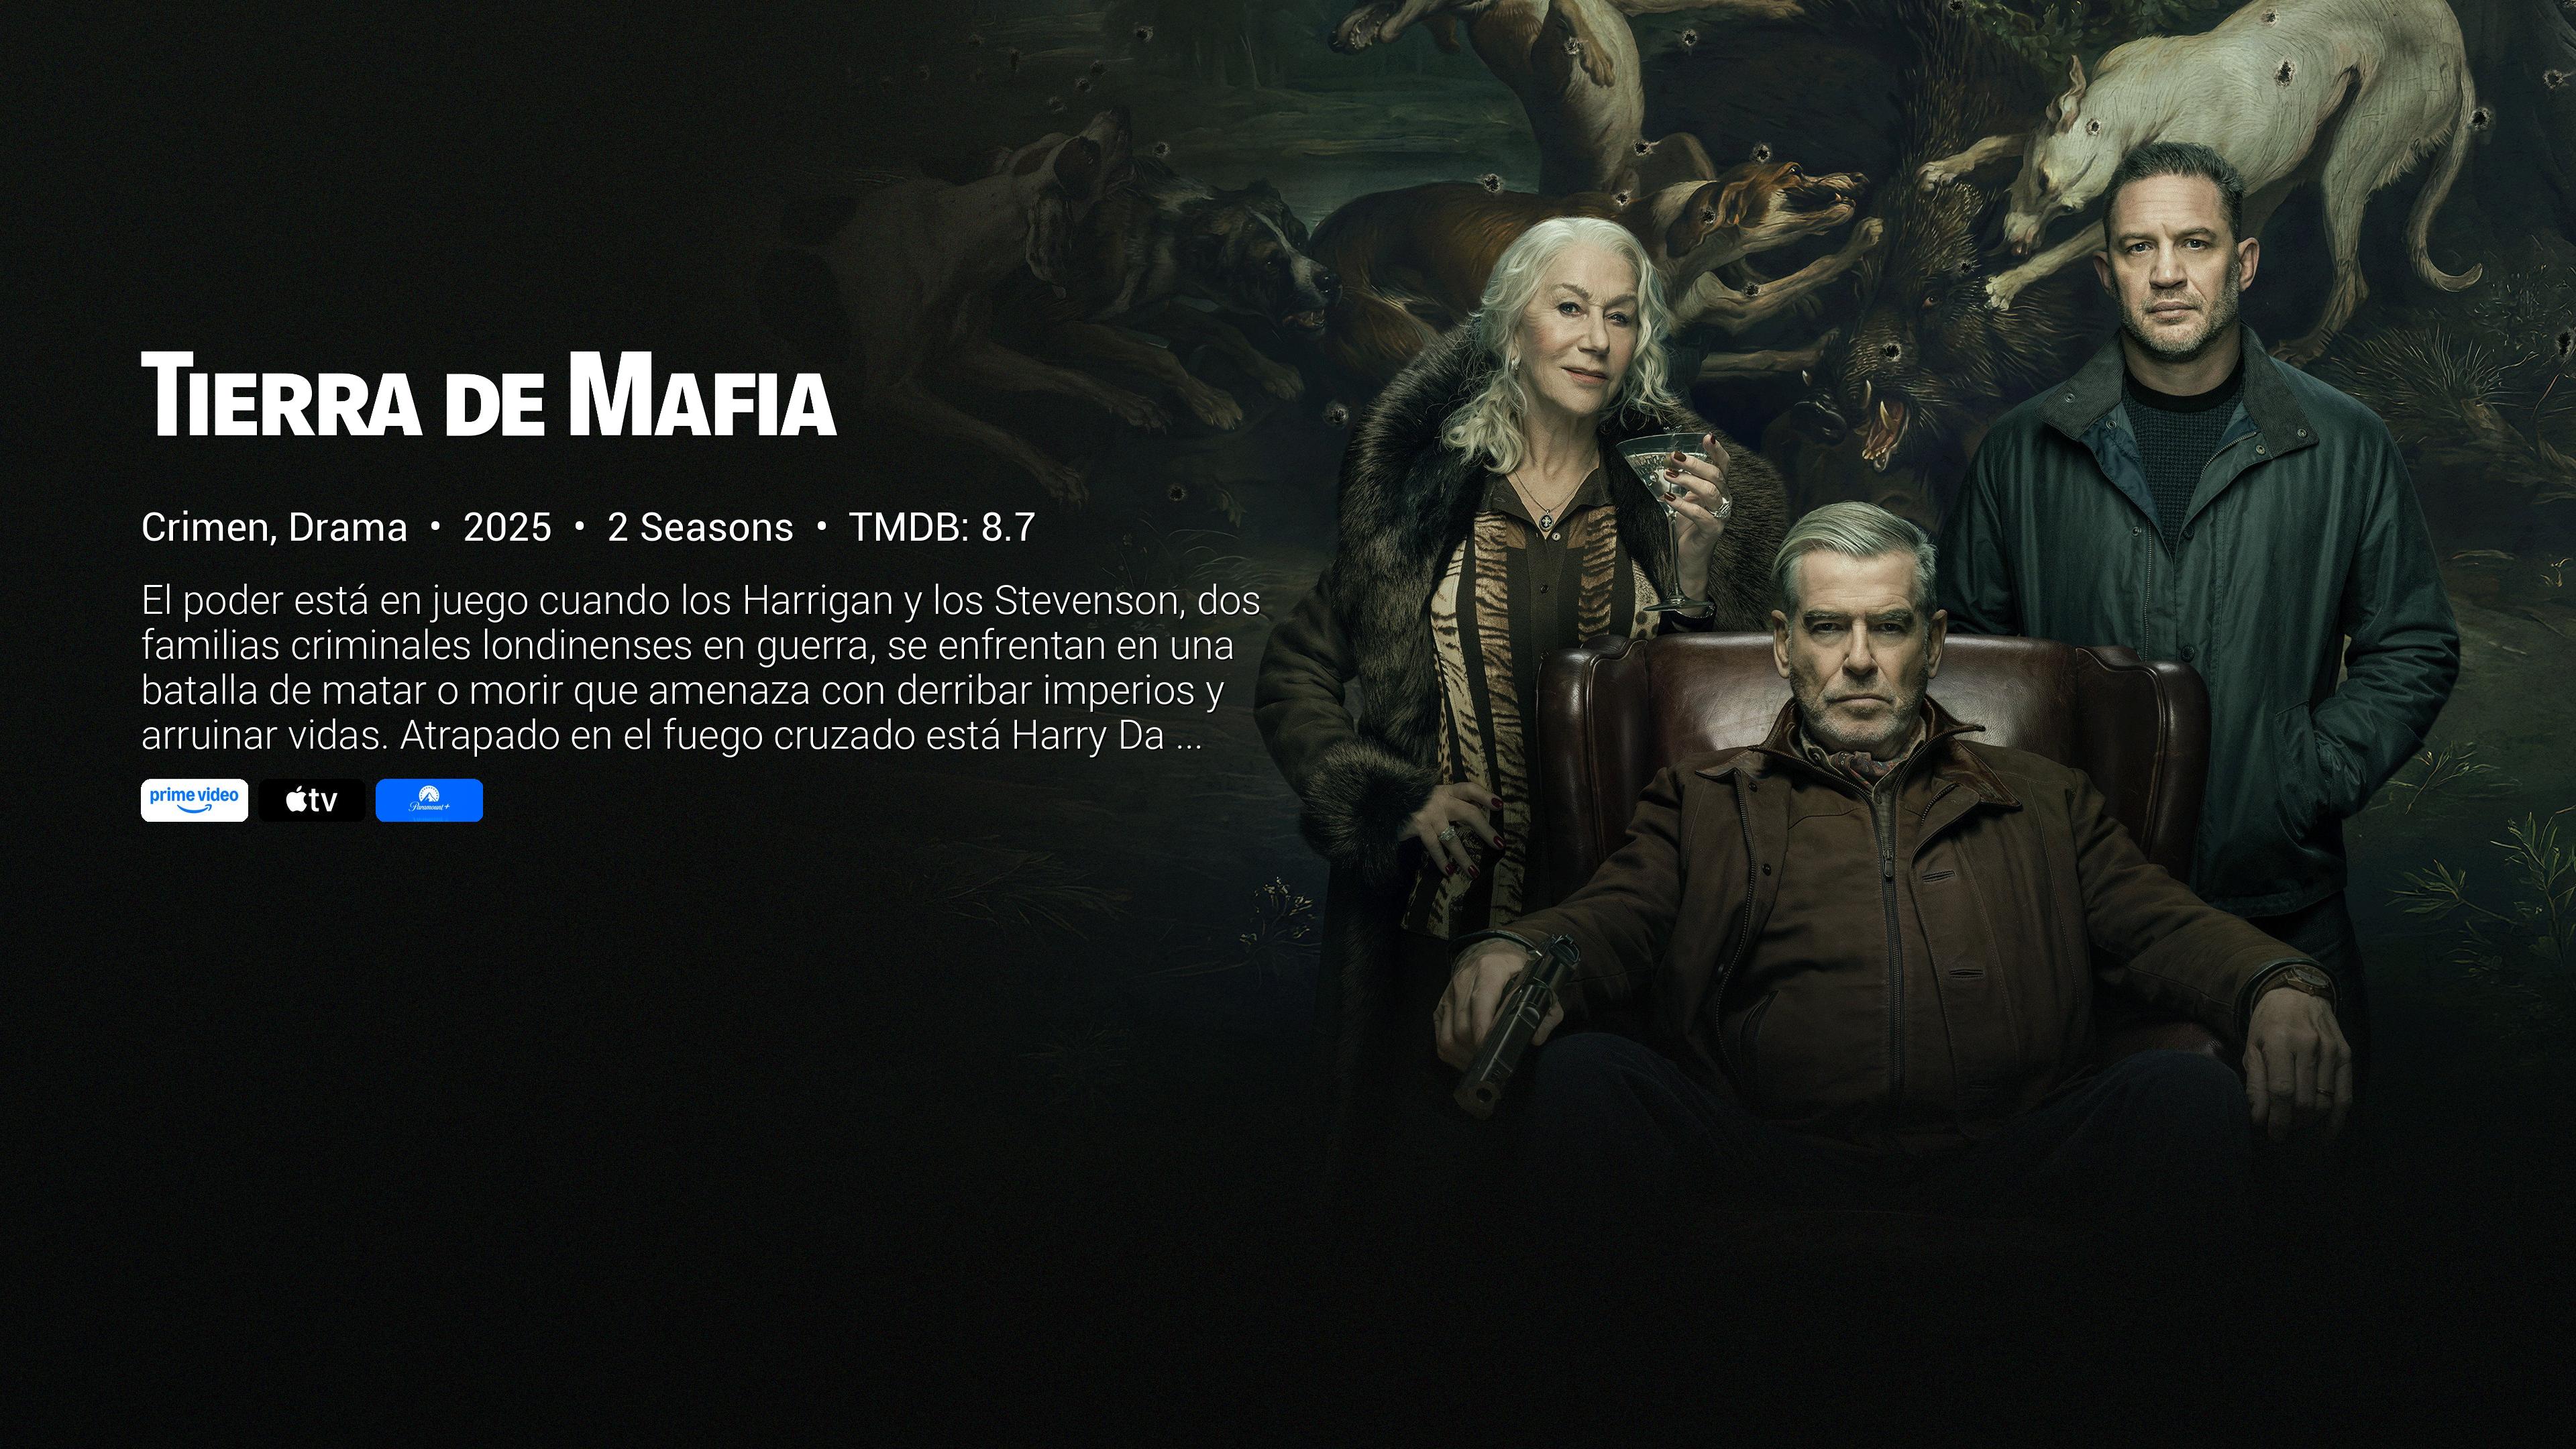 TIERRA DE MAFIA
Crimen, Drama • 2025 • 2 Seasons • TMDB: 8.7
El poder está en juego cuando los Harrigan y los Stevenson, dos
familias criminales londinenses en guerra, se enfrentan en una
batalla de matar o morir que amenaza con derribar imperios y
arruinar vidas. Atrapado en el fuego cruzado está Harry Da ...
prime video tv Paramount+